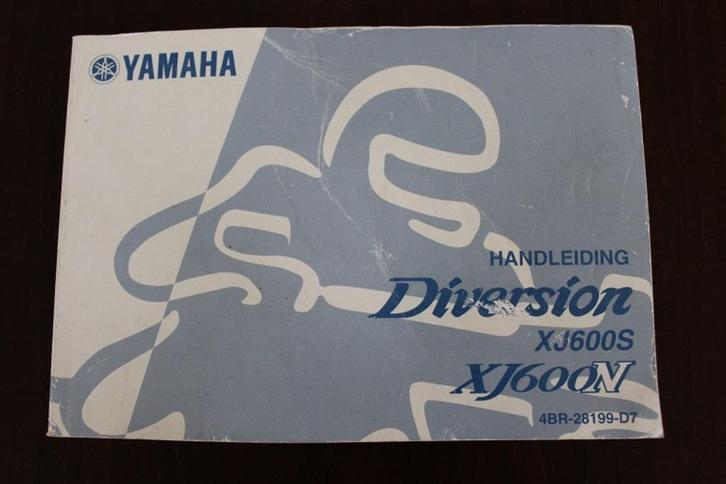 YAMAHA
HANDLEIDING
Diversion
XJ600S
XJ600N
4BR-28199-D7